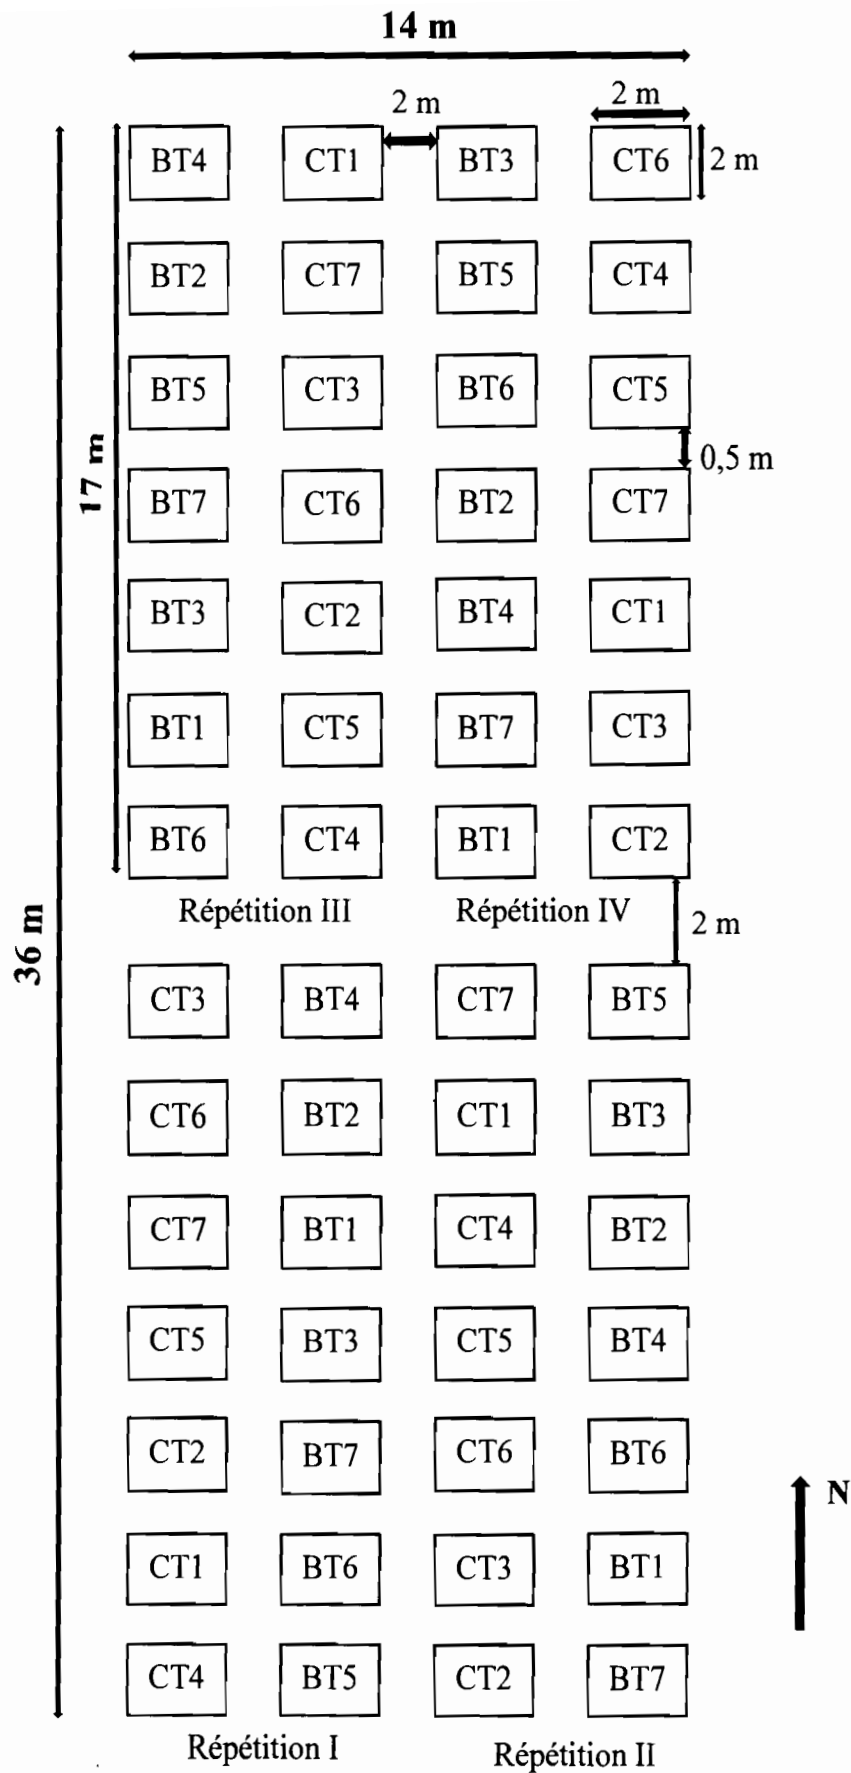 14 m
2 m 2 m
BT4 CT1 BT3 CT6 2 m
BT2 CT7 BT5 CT4
BT5 CT3 BT6 CT5
17 m 0,5 m
BT7 CT6 BT2 CT7
BT3 CT2 BT4 CT1
BT1 CT5 BT7 CT3
BT6 CT4 BT1 CT2
Répétition III Répétition IV
36 m 2 m
CT3 BT4 CT7 BT5
CT6 BT2 CT1 BT3
CT7 BT1 CT4 BT2
CT5 BT3 CT5 BT4
CT2 BT7 CT6 BT6
N
CT1 BT6 CT3 BT1
CT4 BT5 CT2 BT7
Répétition I Répétition II